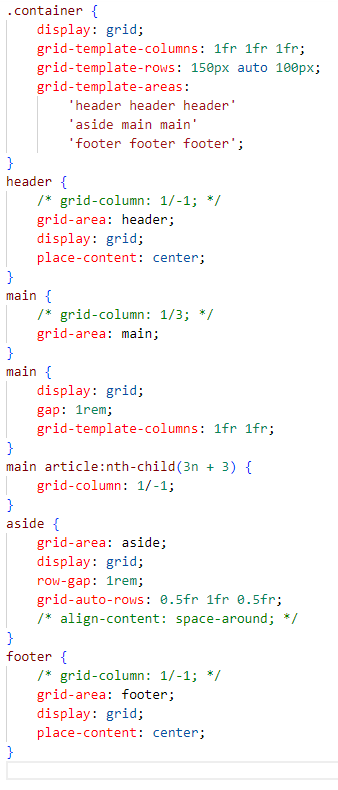 .container {
    display: grid;
    grid-template-columns: 1fr 1fr 1fr;
    grid-template-rows: 150px auto 100px;
    grid-template-areas:
        'header header header'
        'aside main main'
        'footer footer footer';
}
header {
    /* grid-column: 1/-1; */
    grid-area: header;
    display: grid;
    place-content: center;
}
main {
    /* grid-column: 1/3; */
    grid-area: main;
}
main {
    display: grid;
    gap: 1rem;
    grid-template-columns: 1fr 1fr;
}
main article:nth-child(3n + 3) {
    grid-column: 1/-1;
}
aside {
    grid-area: aside;
    display: grid;
    row-gap: 1rem;
    grid-auto-rows: 0.5fr 1fr 0.5fr;
    /* align-content: space-around; */
}
footer {
    /* grid-column: 1/-1; */
    grid-area: footer;
    display: grid;
    place-content: center;
}